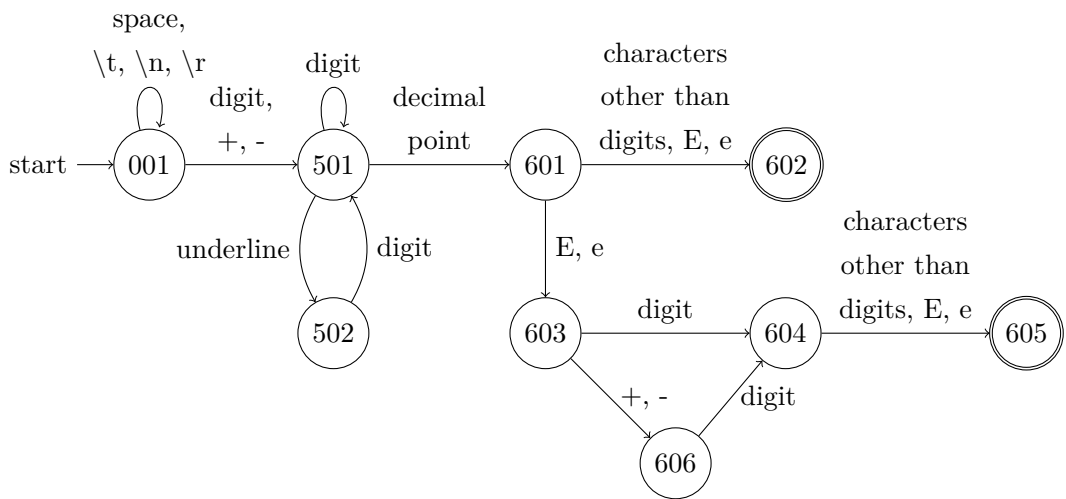 space,
\t, \n, \r
digit,
+, -
digit
decimal
point
characters
other than
digits, E, e
start
001
501
601
602
underline
digit
E, e
characters
other than
digits, E, e
502
603
digit
604
605
+, -
digit
606